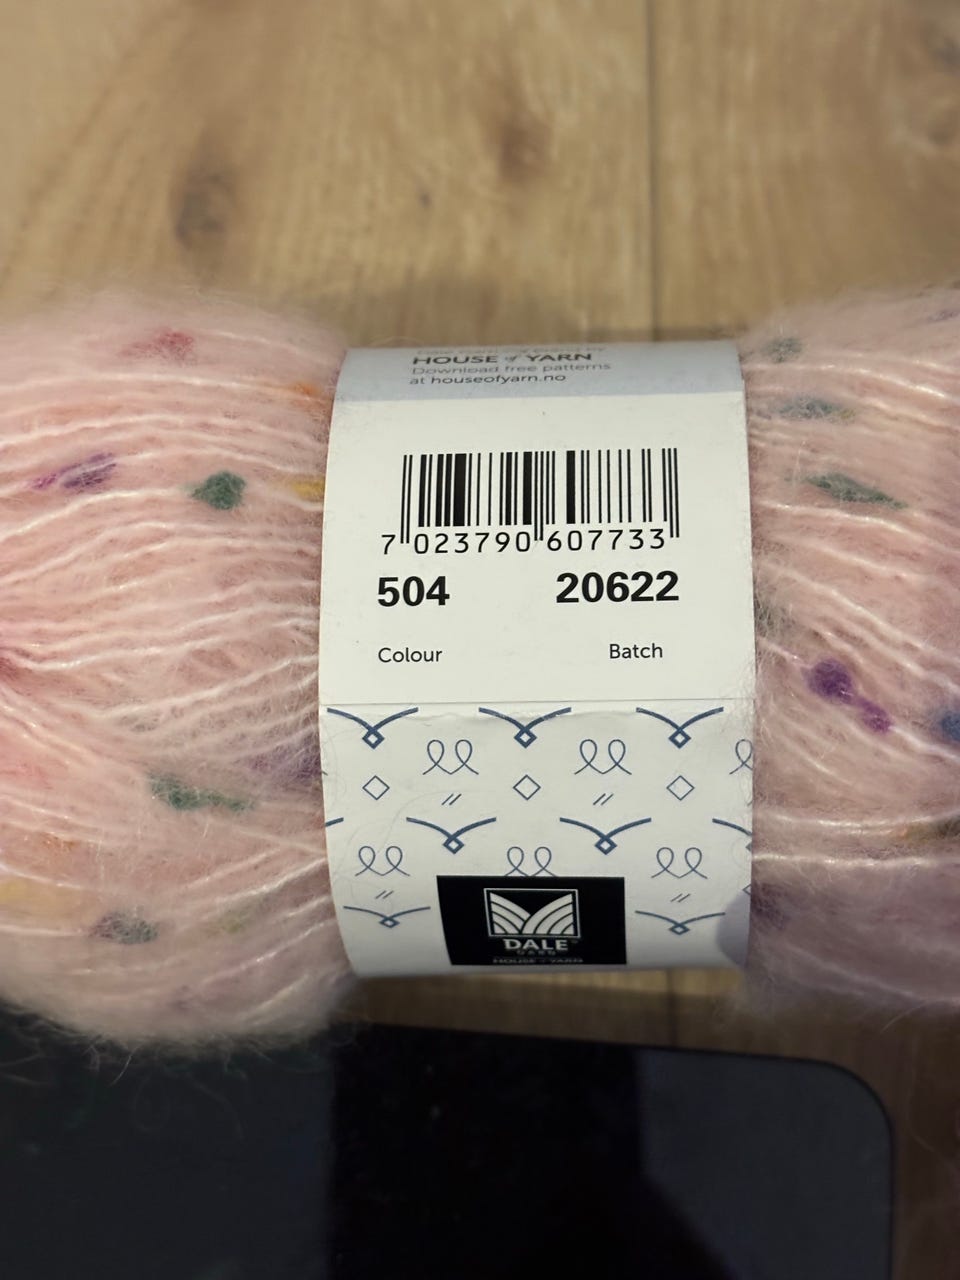 HOUSE of YARN
Download free patterns
at houseofyarn.no
7 023790 607733
504 20622
Colour Batch
DALE
YARN
HOUSE of YARN